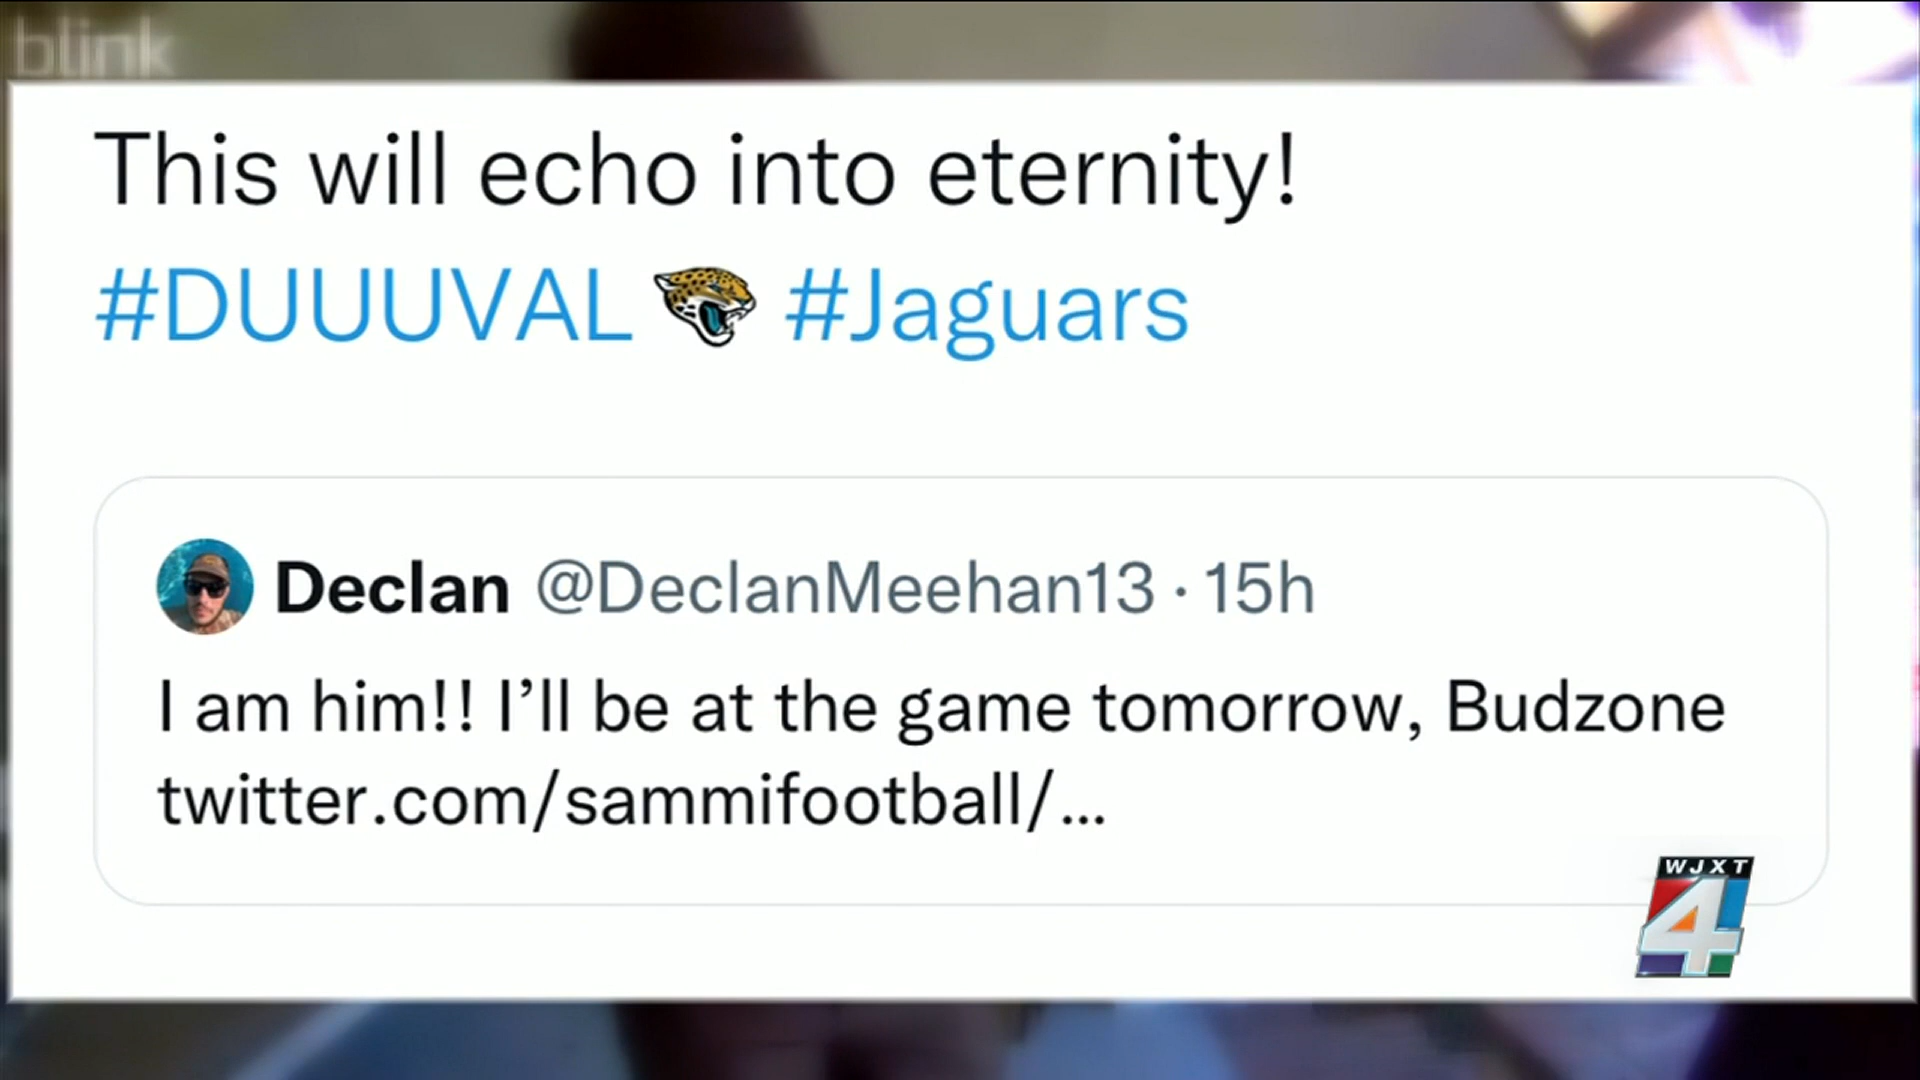 blink
This will echo into eternity!
#DUUUVAL #Jaguars
Declan @DeclanMeehan13 · 15h
I am him!! I’ll be at the game tomorrow, Budzone
twitter.com/sammifootball/...
WJXT
4